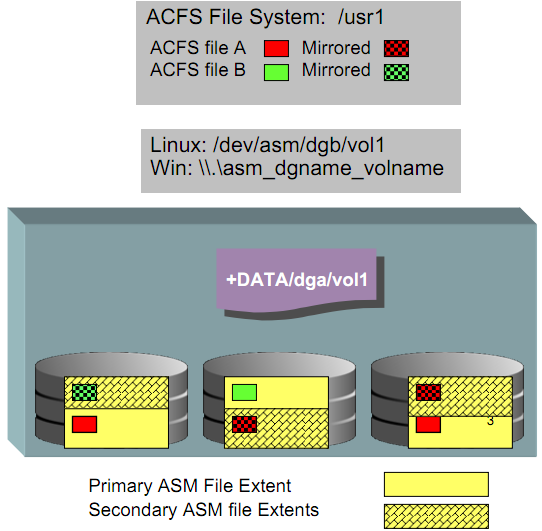 ACFS File System:  /usr1
ACFS file A Mirrored
ACFS file B Mirrored
Linux: /dev/asm/dgb/vol1
Win: \\.\asm_dgname_volname
+DATA/dga/vol1
3
Primary ASM File Extent
Secondary ASM file Extents